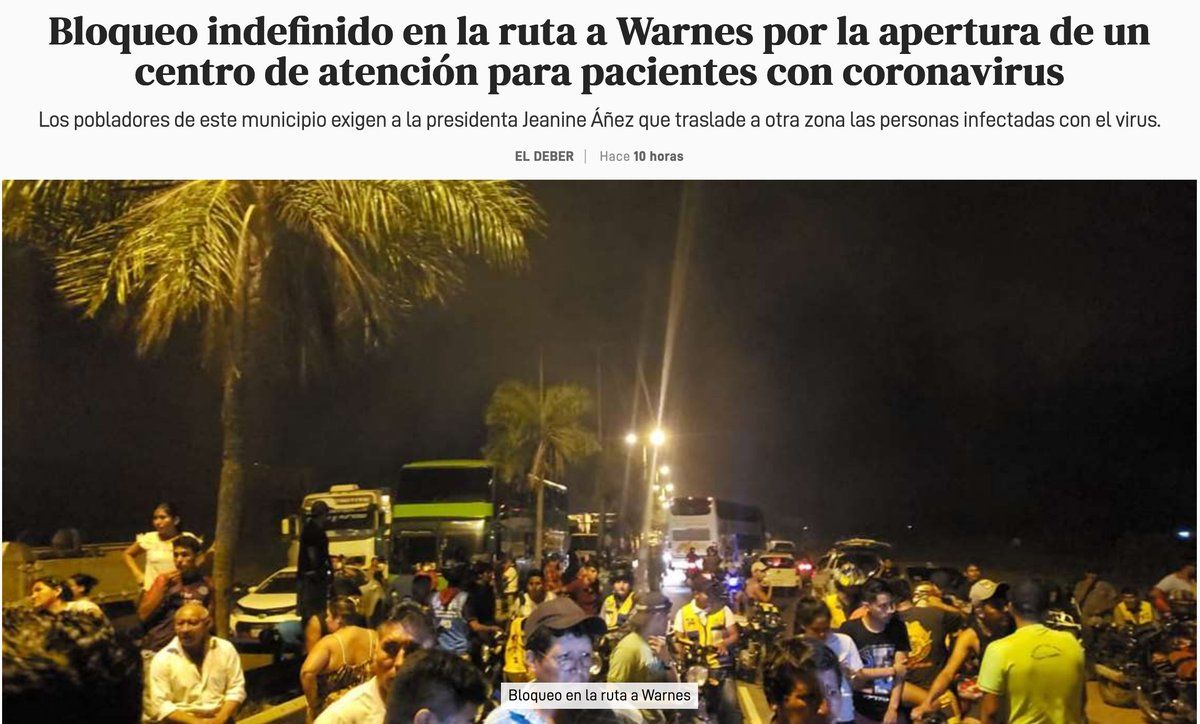 Bloqueo indefinido en la ruta a Warnes por la apertura de un
centro de atención para pacientes con coronavirus
Los pobladores de este municipio exigen a la presidenta Jeanine Áñez que traslade a otra zona las personas infectadas con el virus.
EL DEBER | Hace 10 horas
Bloqueo en la ruta a Warnes